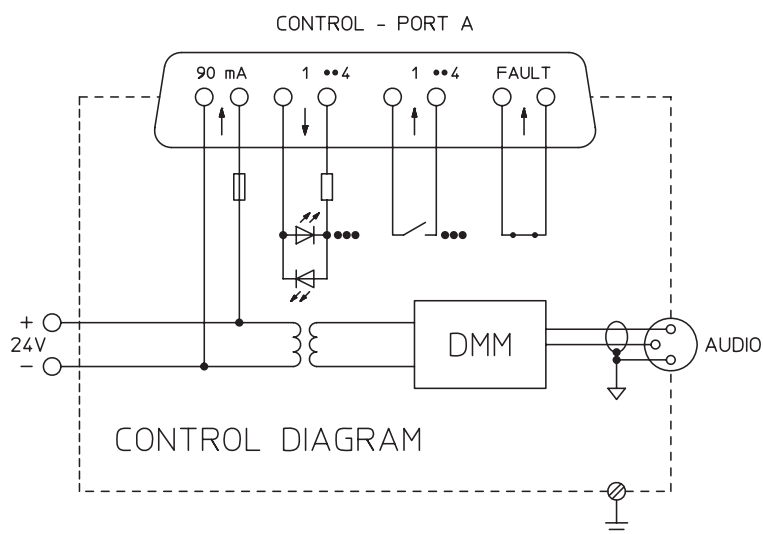 CONTROL - PORT A
90 mA 1 ••4 1 ••4 FAULT
+
24V
-
DMM
AUDIO
CONTROL DIAGRAM